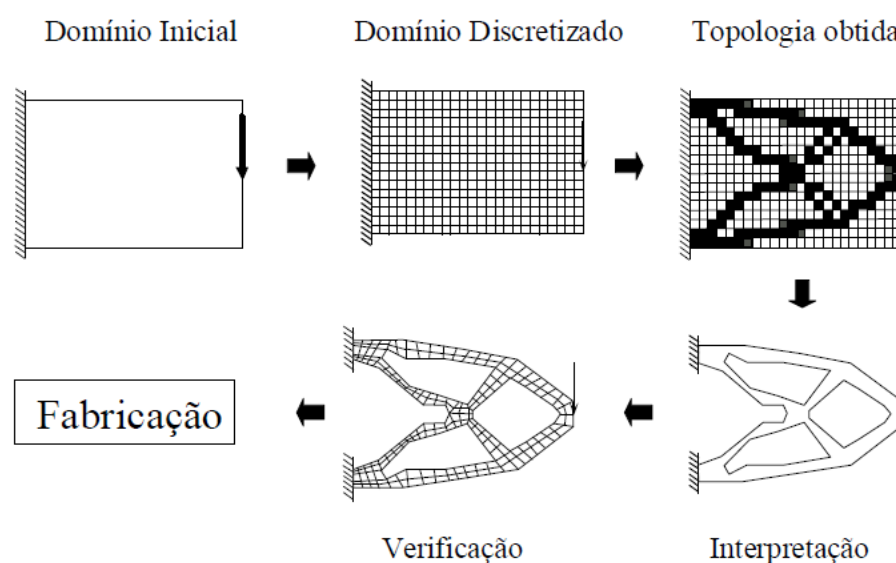 Domínio Inicial
Domínio Discretizado
Topologia obtida
Fabricação
Verificação
Interpretação